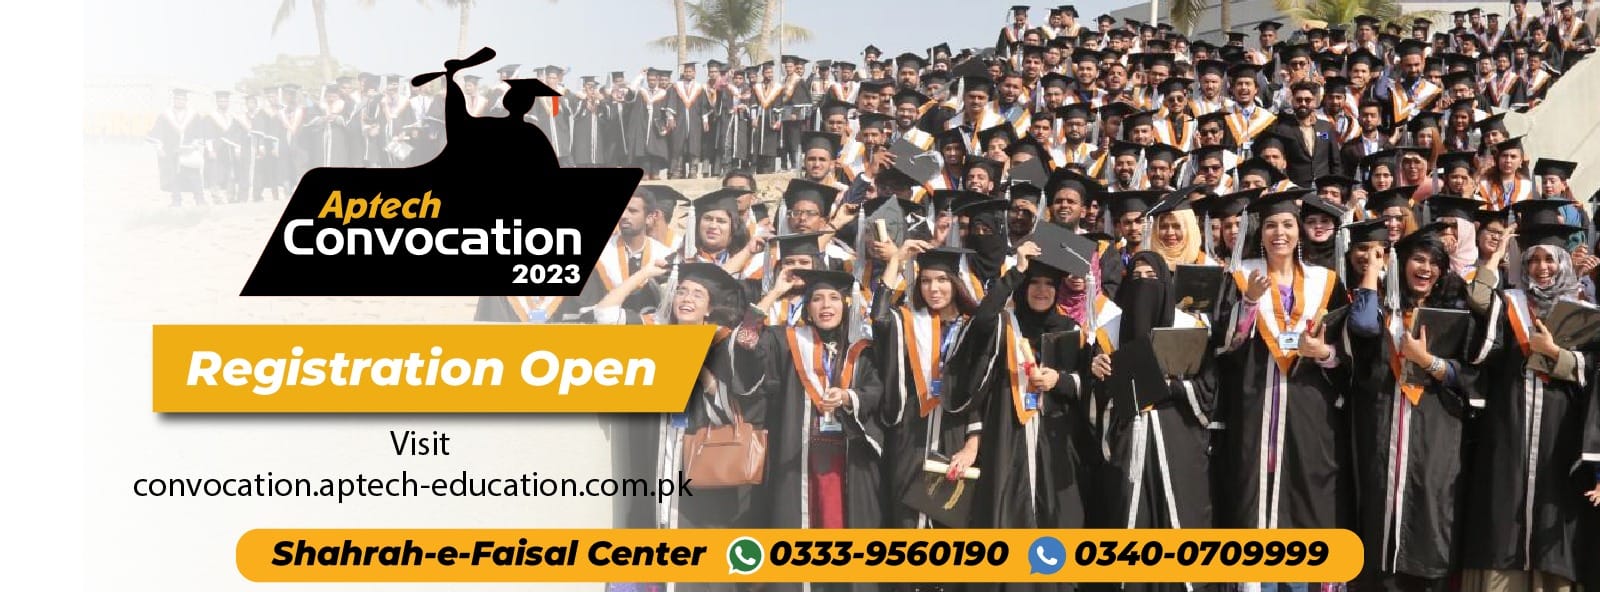 Aptech
Convocation
2023
Registration Open
Visit
convocation.aptech-education.com.pk
Shahrah-e-Faisal Center 0333-9560190 0340-0709999